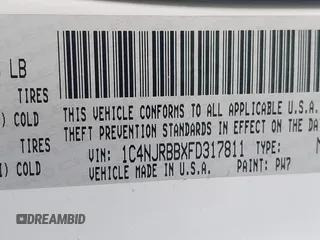 LB
TIRES
) COLD
TIRES
I) COLD
THIS VEHICLE CONFORMS TO ALL APPLICABLE U.S.A.
THEFT PREVENTION STANDARDS IN EFFECT ON THE DA
VIN: 1C4NJRBBXFD317811 TYPE:
VEHICLE MADE IN U.S.A. PAINT: PW7
DREAMBID